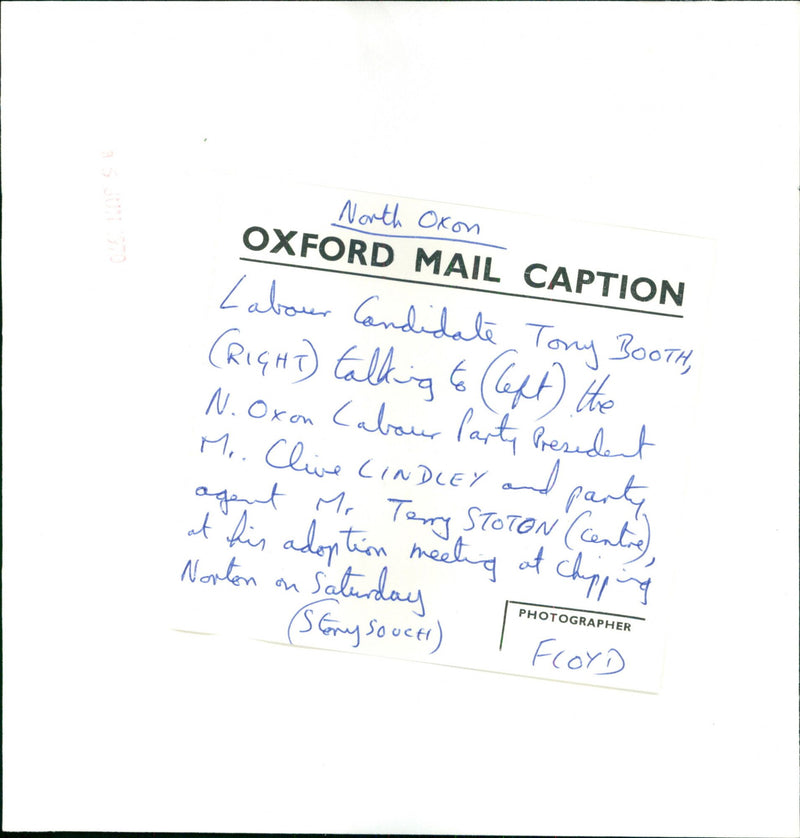 North Oxon
OXFORD MAIL CAPTION
Labour Candidate Tony BOOTH,
(RIGHT) talking to (left) the
N. Oxon Labour Party President
Mr. Clive LINDLEY and party
agent Mr Terry STOTEN (centre),
at his adoption meeting at Chipping
Norton on Saturday
(Story SOUCH)
PHOTOGRAPHER
FLOYD